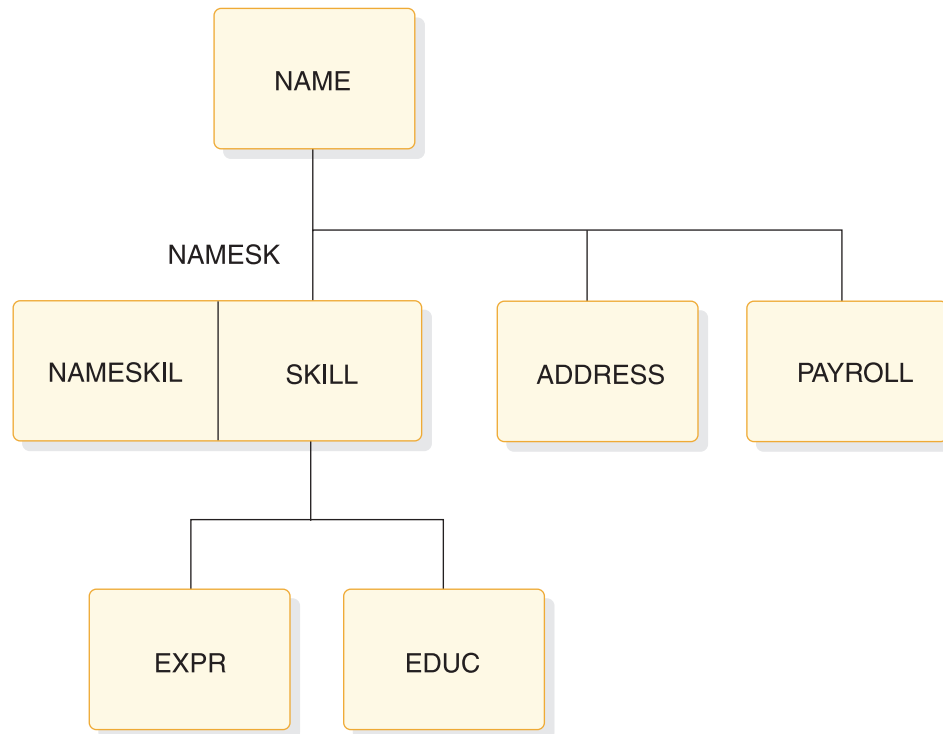 NAME
NAMESK
NAMESKIL
SKILL
ADDRESS
PAYROLL
EXPR
EDUC